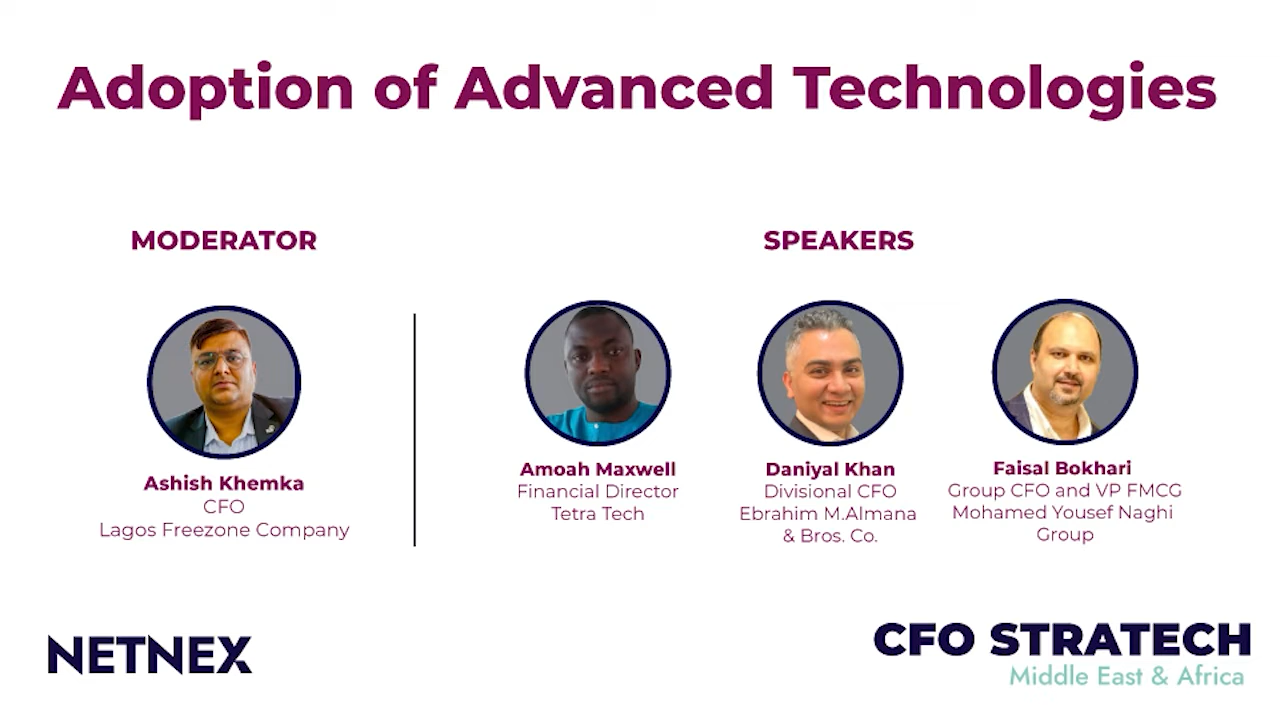 Adoption of Advanced Technologies
MODERATOR
Ashish Khemka
CFO
Lagos Freezone Company
SPEAKERS
Amoah Maxwell
Financial Director
Tetra Tech
Daniyal Khan
Divisional CFO
Ebrahim M.Almana
& Bros. Co.
Faisal Bokhari
Group CFO and VP FMCG
Mohamed Yousef Naghi
Group
NETNEX
CFO STRATECH
Middle East & Africa